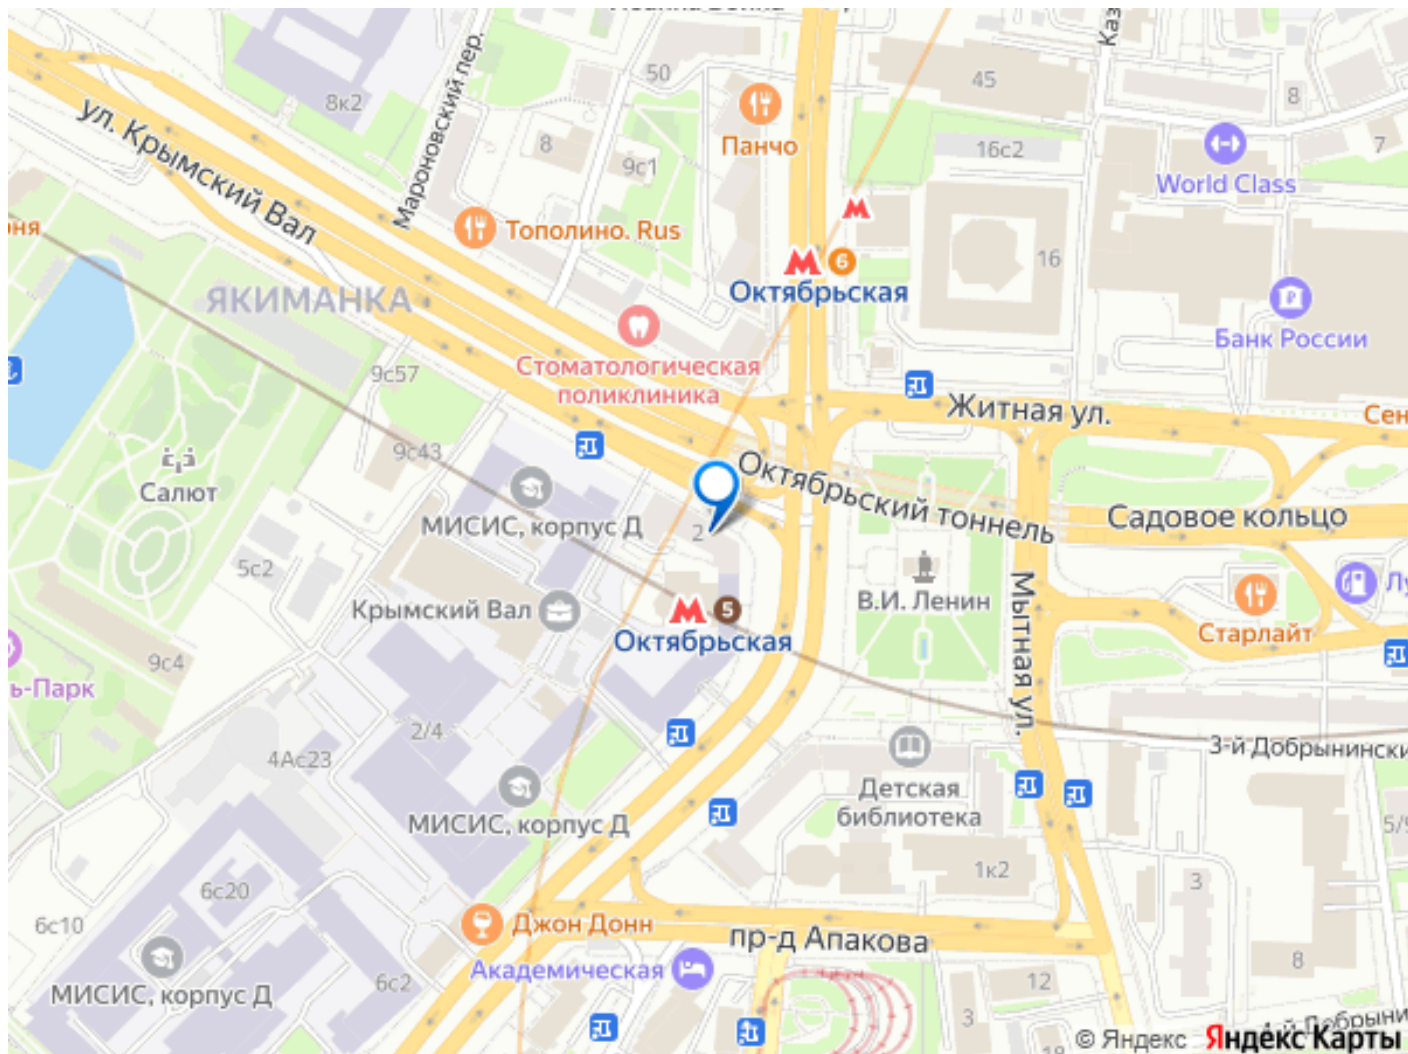 50
45
8
8к2
Мароновский пер.
Панчо
8
9с1
16с2
7
World Class
ул. Крымский Вал
Тополино. Rus
6
16
ЯКИМАНКА
Октябрьская
Банк России
Стоматологическая
поликлиника
9с57
Житная ул.
9с43
Салют
МИСИС, корпус Д
Октябрьский тоннель
Садовое кольцо
2
5с2
Крымский Вал
5
Октябрьская
В.И. Ленин
Мытная ул.
Старлайт
9с4
ь-Парк
2/4
4Ас23
3-й Добрынински
Детская
библиотека
МИСИС, корпус Д
1к2
3
6с20
6с10
Джон Донн
пр-д Апакова
Академическая
МИСИС, корпус Д
6с2
12
8
3
© Яндекс Яндекс Карты